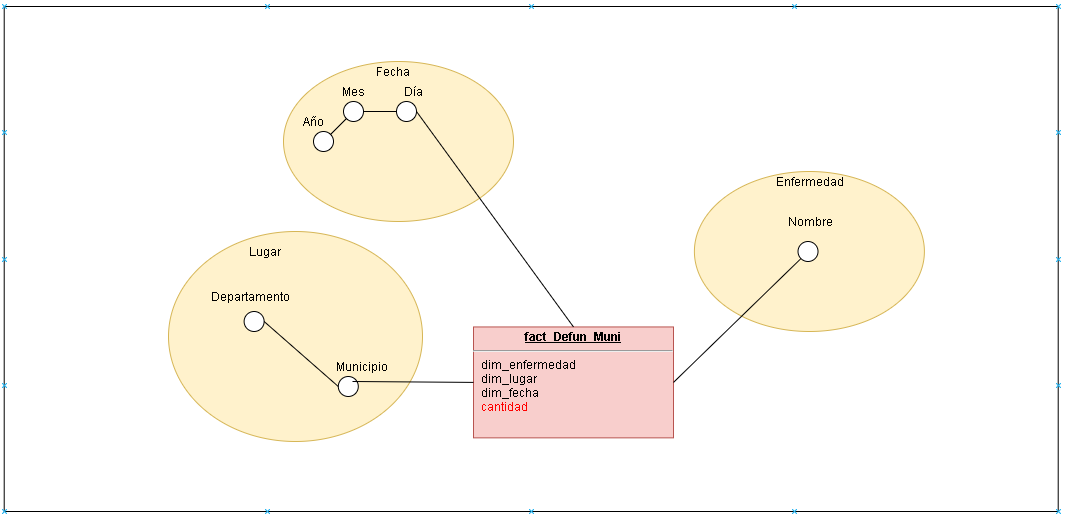 Fecha
Mes
Día
Año
Enfermedad
Nombre
Lugar
Departamento
Municipio
fact_Defun_Muni
dim_enfermedad
dim_lugar
dim_fecha
cantidad